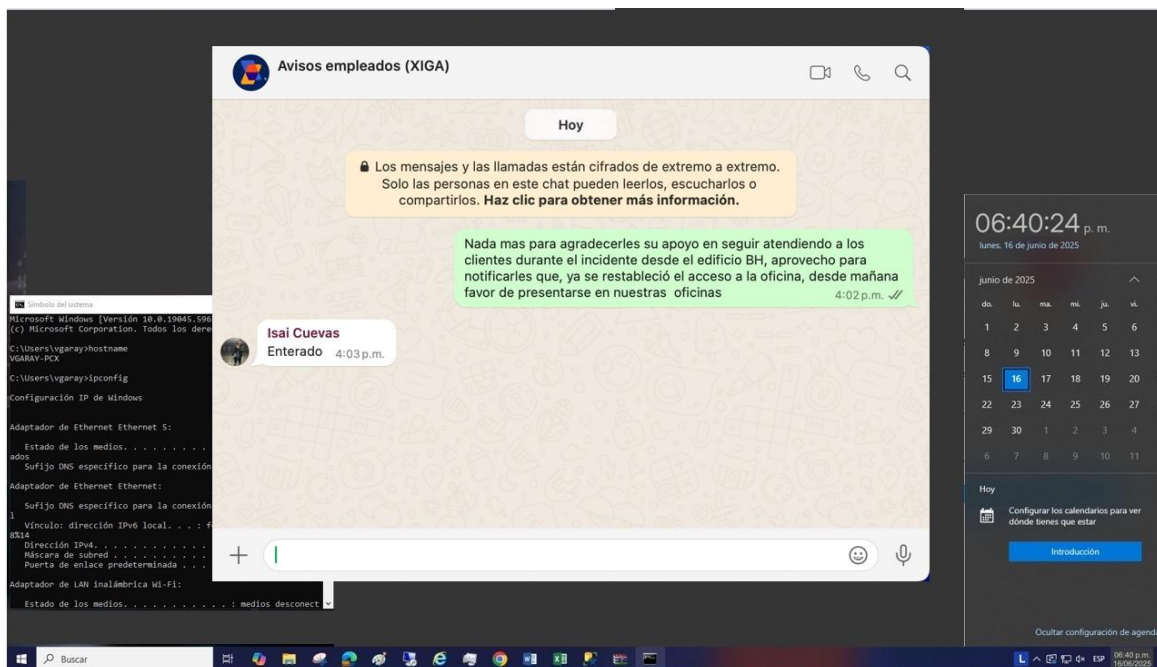 Avisos empleados (XIGA)
Hoy
Los mensajes y las llamadas están cifrados de extremo a extremo.
Solo las personas en este chat pueden leerlos, escucharlos o
compartirlos. Haz clic para obtener más información.
Nada mas para agradecerles su apoyo en seguir atendiendo a los
clientes durante el incidente desde el edificio BH, aprovecho para
notificarles que, ya se restableció el acceso a la oficina, desde mañana
favor de presentarse en nuestras oficinas
4:02 p.m.
Isai Cuevas
Enterado 4:03 p.m.
Símbolo del sistema
Microsoft Windows [Versión 10.0.19045.596
(c) Microsoft Corporation. Todos los dere
C:\Users\vgaray>hostname
VGARAY-PCX
C:\Users\vgaray>ipconfig
Configuración IP de Windows
Adaptador de Ethernet Ethernet 5:
Estado de los medios. . . . . . . . .
ados
Sufijo DNS específico para la conexión
Adaptador de Ethernet Ethernet:
Sufijo DNS específico para la conexión
l
Vínculo: dirección IPv6 local. . . : f
8%14
Dirección IPv4. . . . . . . . . . . .
Máscara de subred . . . . . . . . . .
Puerta de enlace predeterminada . . .
Adaptador de LAN inalámbrica Wi-Fi:
Estado de los medios. . . . . . . . . . . : medios desconect
06:40:24 p. m.
lunes, 16 de junio de 2025
junio de 2025
do. lu. ma. mi. ju. vi.
1 2 3 4 5 6
8 9 10 11 12 13
15 16 17 18 19 20
22 23 24 25 26 27
29 30 1 2 3 4
6 7 8 9 10 11
Hoy
Configurar los calendarios para ver
dónde tienes que estar
Introducción
Ocultar configuración de agend
Buscar
L ESP 06:40 p.m.
16/06/2025